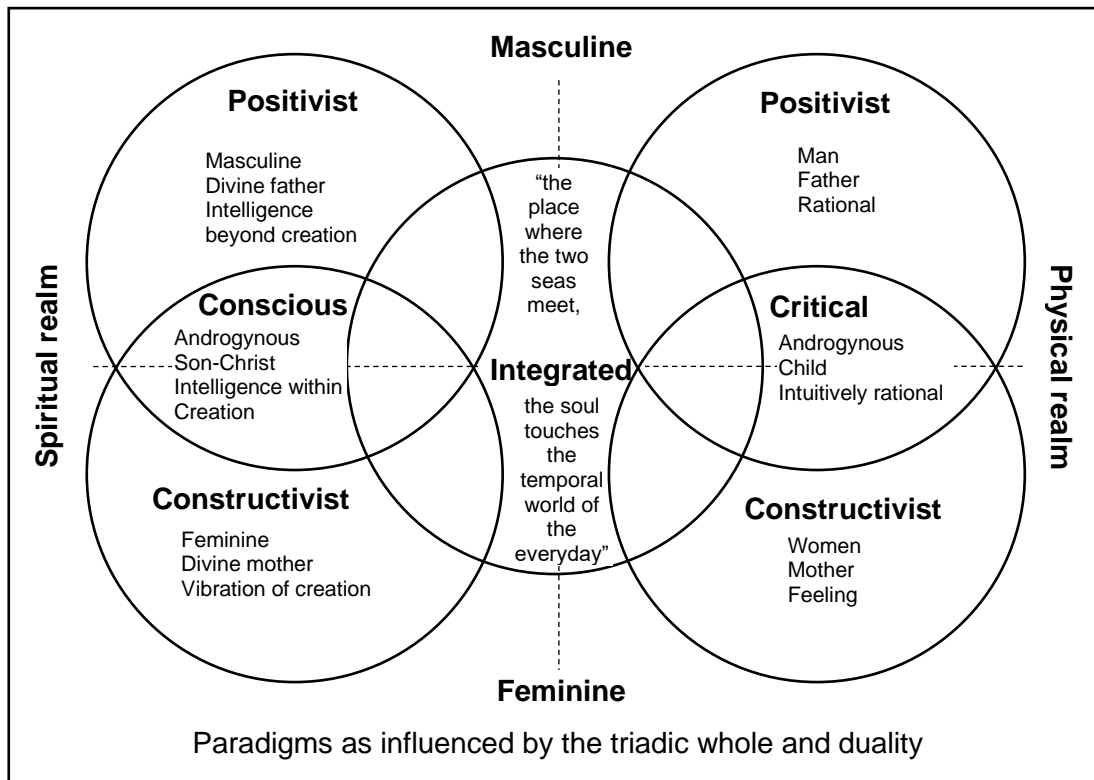 Masculine
Positivist
Masculine
Divine father
Intelligence
beyond creation
Positivist
Man
Father
Rational
“the
place
where
the two
seas
meet,
Spiritual realm
Conscious
Androgynous
Son-Christ
Intelligence within
Creation
Integrated
Critical
Androgynous
Child
Intuitively rational
Physical realm
the soul
touches
the
temporal
world of
the
everyday”
Constructivist
Feminine
Divine mother
Vibration of creation
Constructivist
Women
Mother
Feeling
Feminine
Paradigms as influenced by the triadic whole and duality